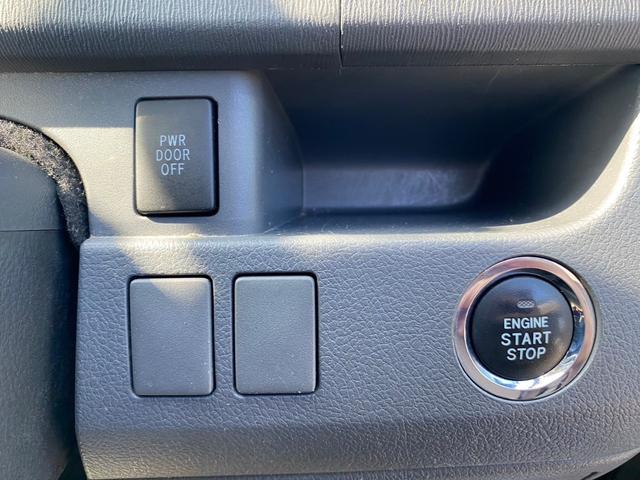 PWR
DOOR
OFF
ENGINE
START
STOP